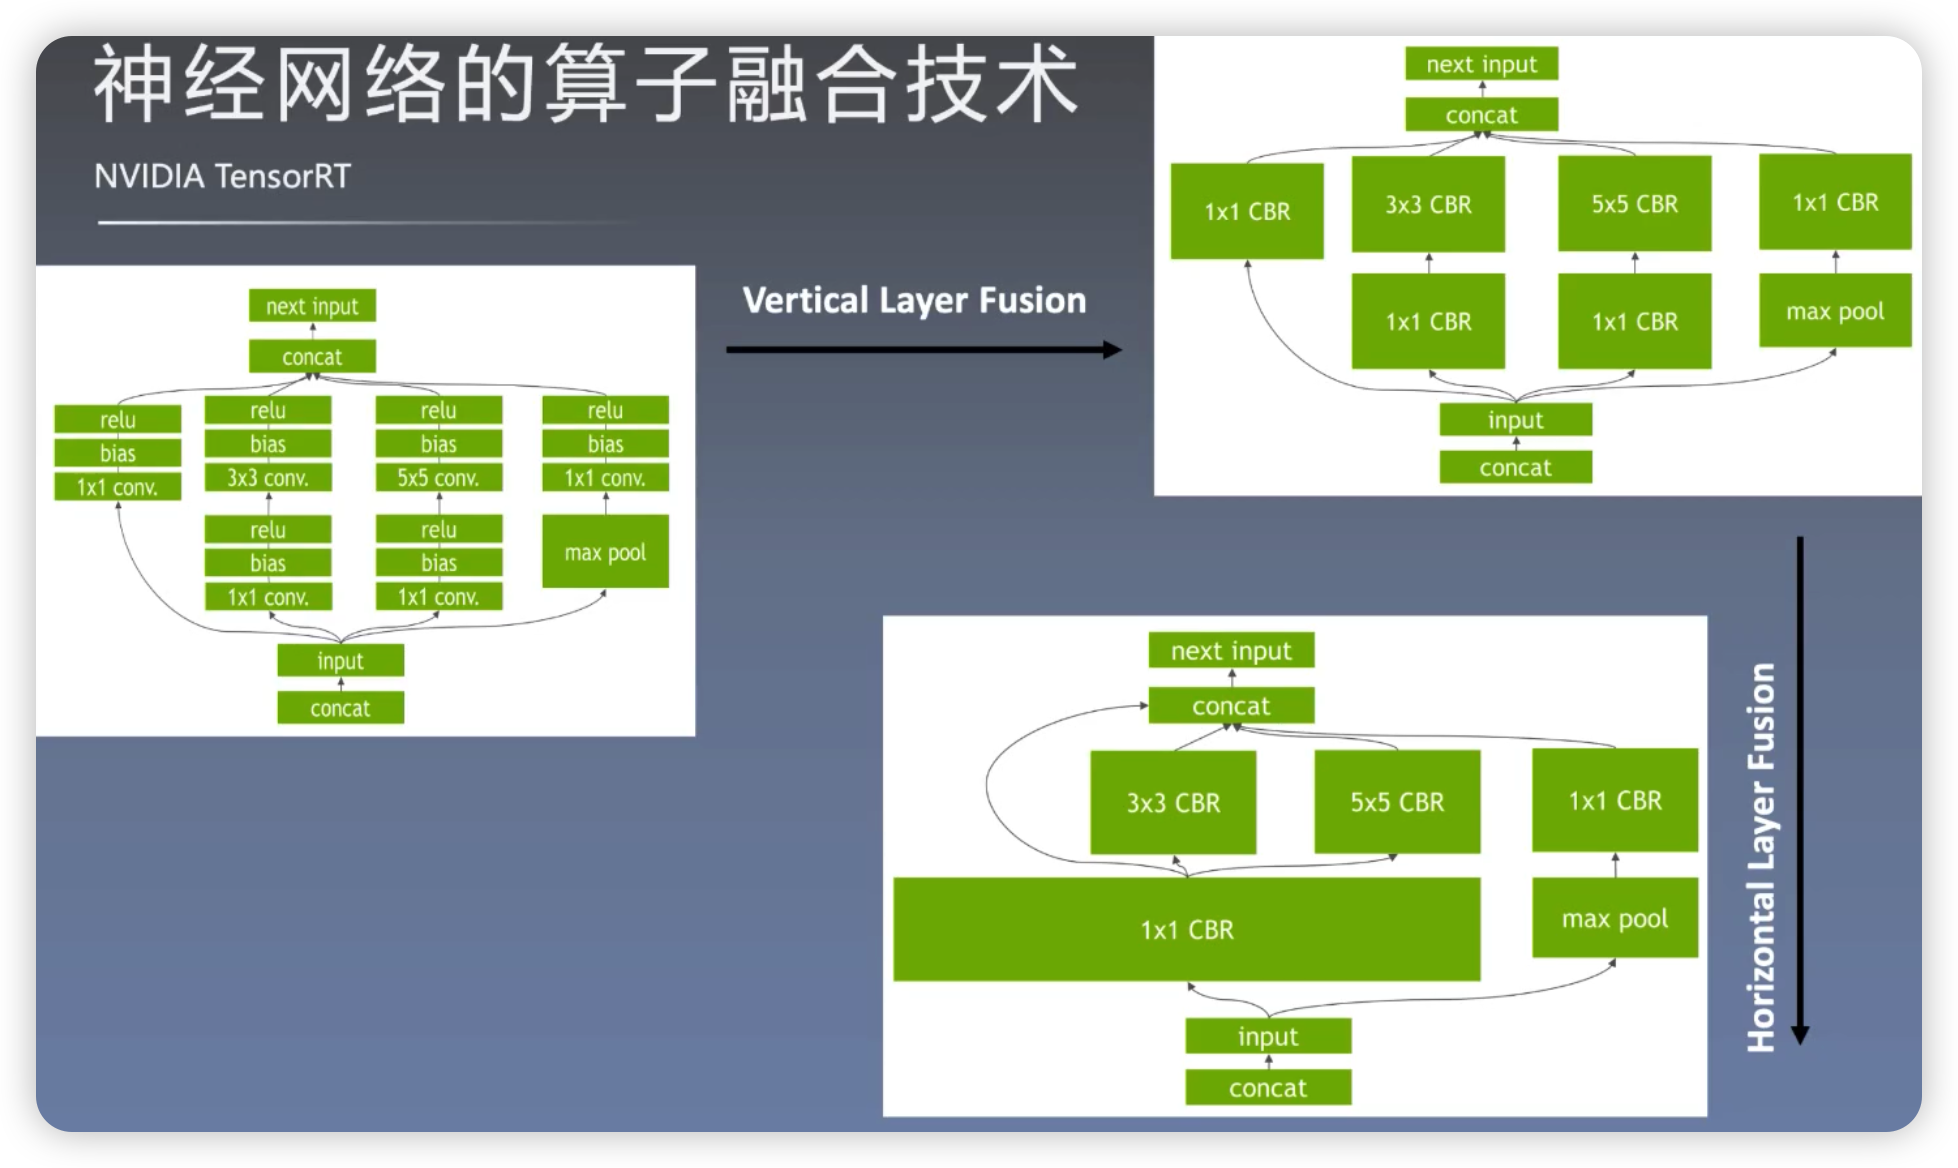 神经网络的算子融合技术
NVIDIA TensorRT
next input
concat
relu
bias
1x1 conv.
relu
bias
3x3 conv.
relu
bias
1x1 conv.
relu
bias
5x5 conv.
relu
bias
1x1 conv.
relu
bias
1x1 conv.
max pool
input
concat
Vertical Layer Fusion
next input
concat
1x1 CBR
3x3 CBR
5x5 CBR
1x1 CBR
1x1 CBR
1x1 CBR
max pool
input
concat
Horizontal Layer Fusion
next input
concat
3x3 CBR
5x5 CBR
1x1 CBR
1x1 CBR
max pool
input
concat